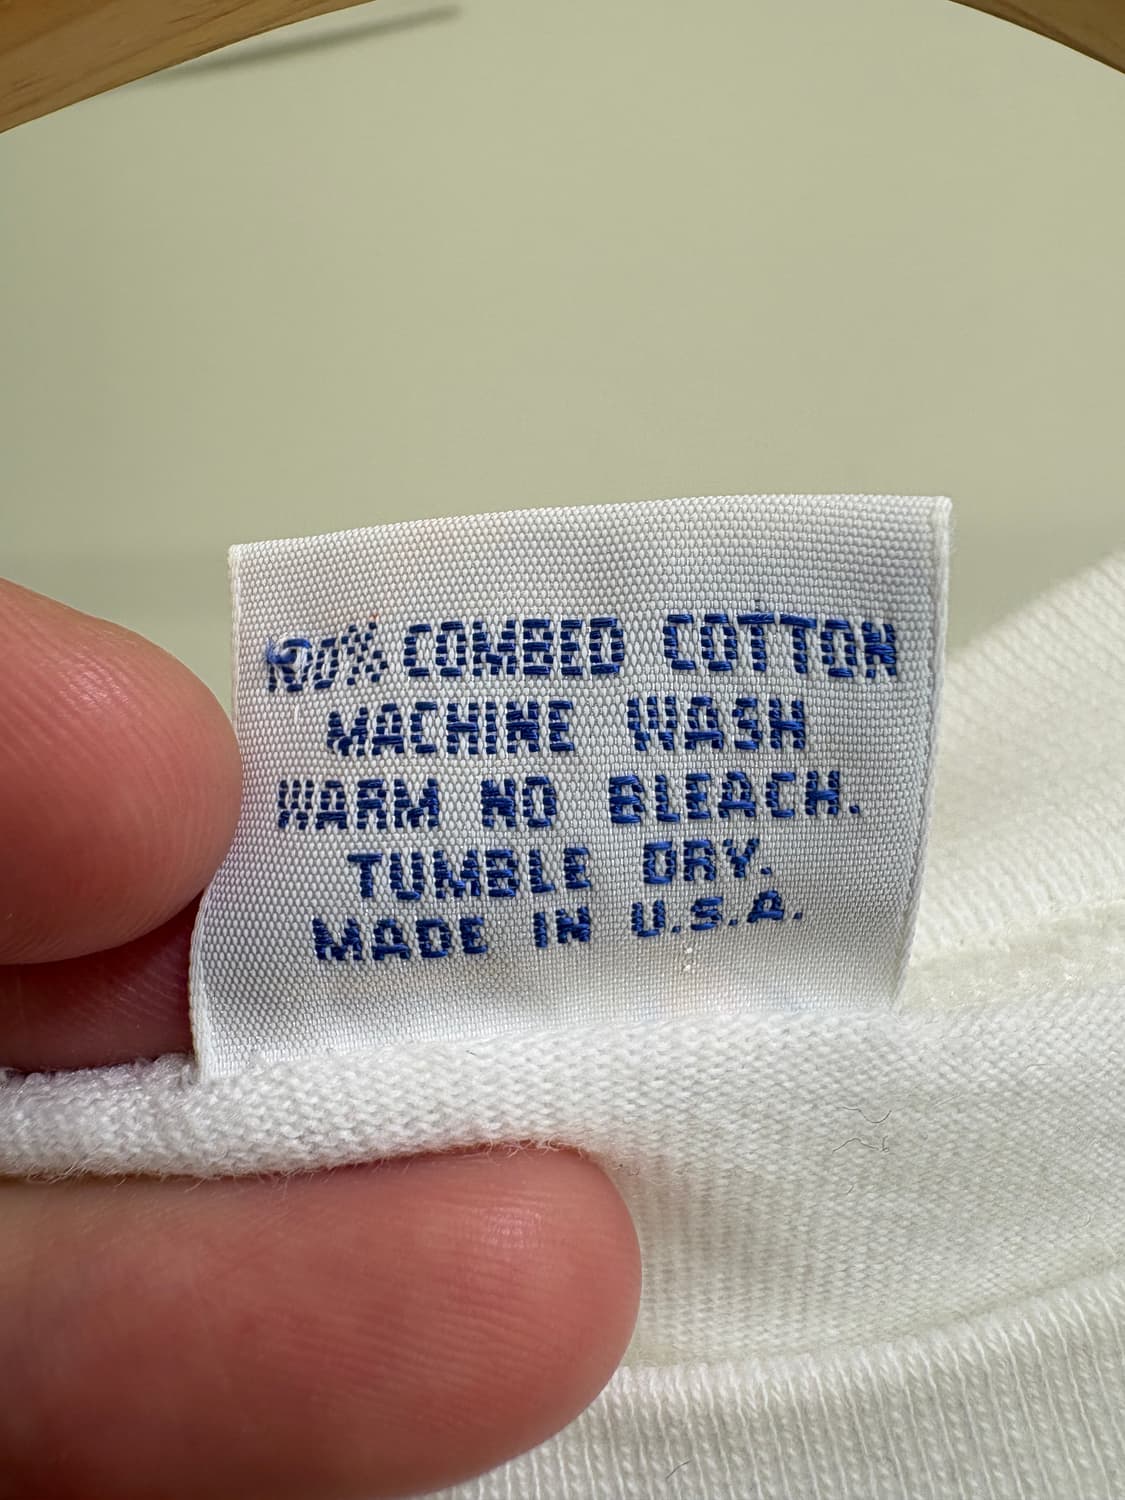 100% COMBED COTTON
MACHINE WASH
WARM NO BLEACH.
TUMBLE DRY.
MADE IN U.S.A.